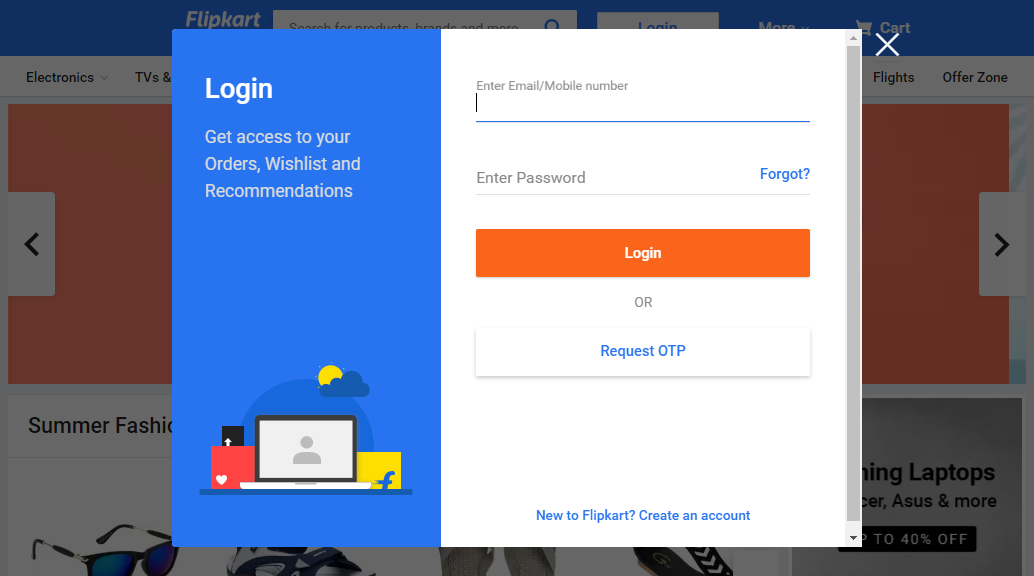 Flipkart
Search for products, brands and more
Login
More
Cart
Electronics
TVs &
Flights
Offer Zone
Login
Get access to your
Orders, Wishlist and
Recommendations
Enter Email/Mobile number
Enter Password
Forgot?
Login
OR
Request OTP
New to Flipkart? Create an account
Summer Fashio
ing Laptops
cer, Asus & more
P TO 40% OFF